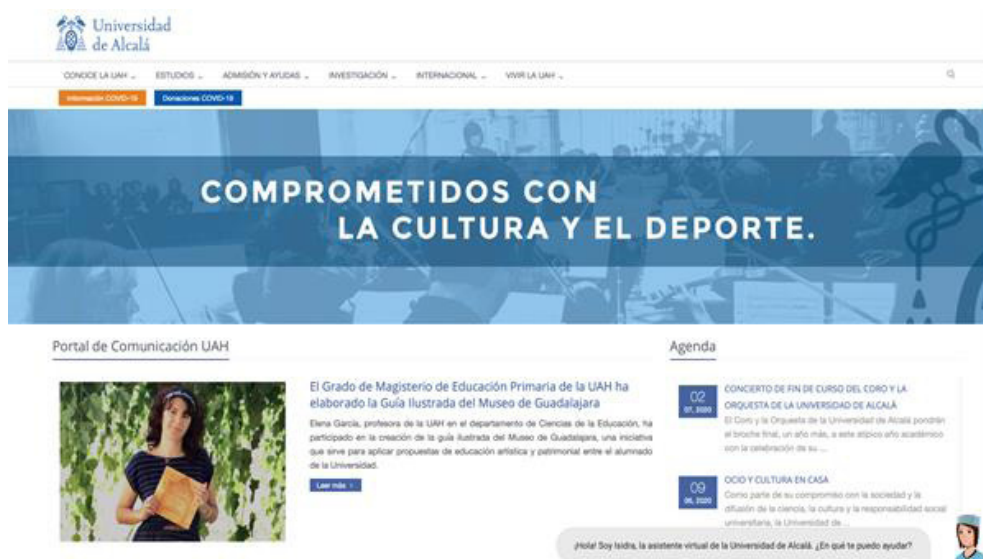 Universidad
de Alcalá
CONOCE LA UAH ESTUDIOS ADMISIÓN Y AYUDAS INVESTIGACIÓN INTERNACIONAL VIVIR LA UAH
Información COVID-19 Donaciones COVID-19
COMPROMETIDOS CON
LA CULTURA Y EL DEPORTE.
Portal de Comunicación UAH
El Grado de Magisterio de Educación Primaria de la UAH ha
elaborado la Guía Ilustrada del Museo de Guadalajara
Elena García, profesora de la UAH en el departamento de Ciencias de la Educación, ha
participado en la creación de la guía ilustrada del Museo de Guadalajara, una iniciativa
que sirve para aplicar propuestas de educación artística y patrimonial entre el alumnado
de la Universidad.
Leer más >
Agenda
02
07, 2020
CONCIERTO DE FIN DE CURSO DEL CORO Y LA
ORQUESTA DE LA UNIVERSIDAD DE ALCALÁ
El Coro y la Orquesta de la Universidad de Alcalá pondrán
el broche final, un año más, a este atípico año académico
con la celebración de su ...
09
06, 2020
OCIO Y CULTURA EN CASA
Como parte de su compromiso con la sociedad y la
difusión de la ciencia, la cultura y la responsabilidad social
universitaria, la Universidad de ...
¡Hola! Soy Isidra, la asistente virtual de la Universidad de Alcalá. ¿En qué te puedo ayudar?